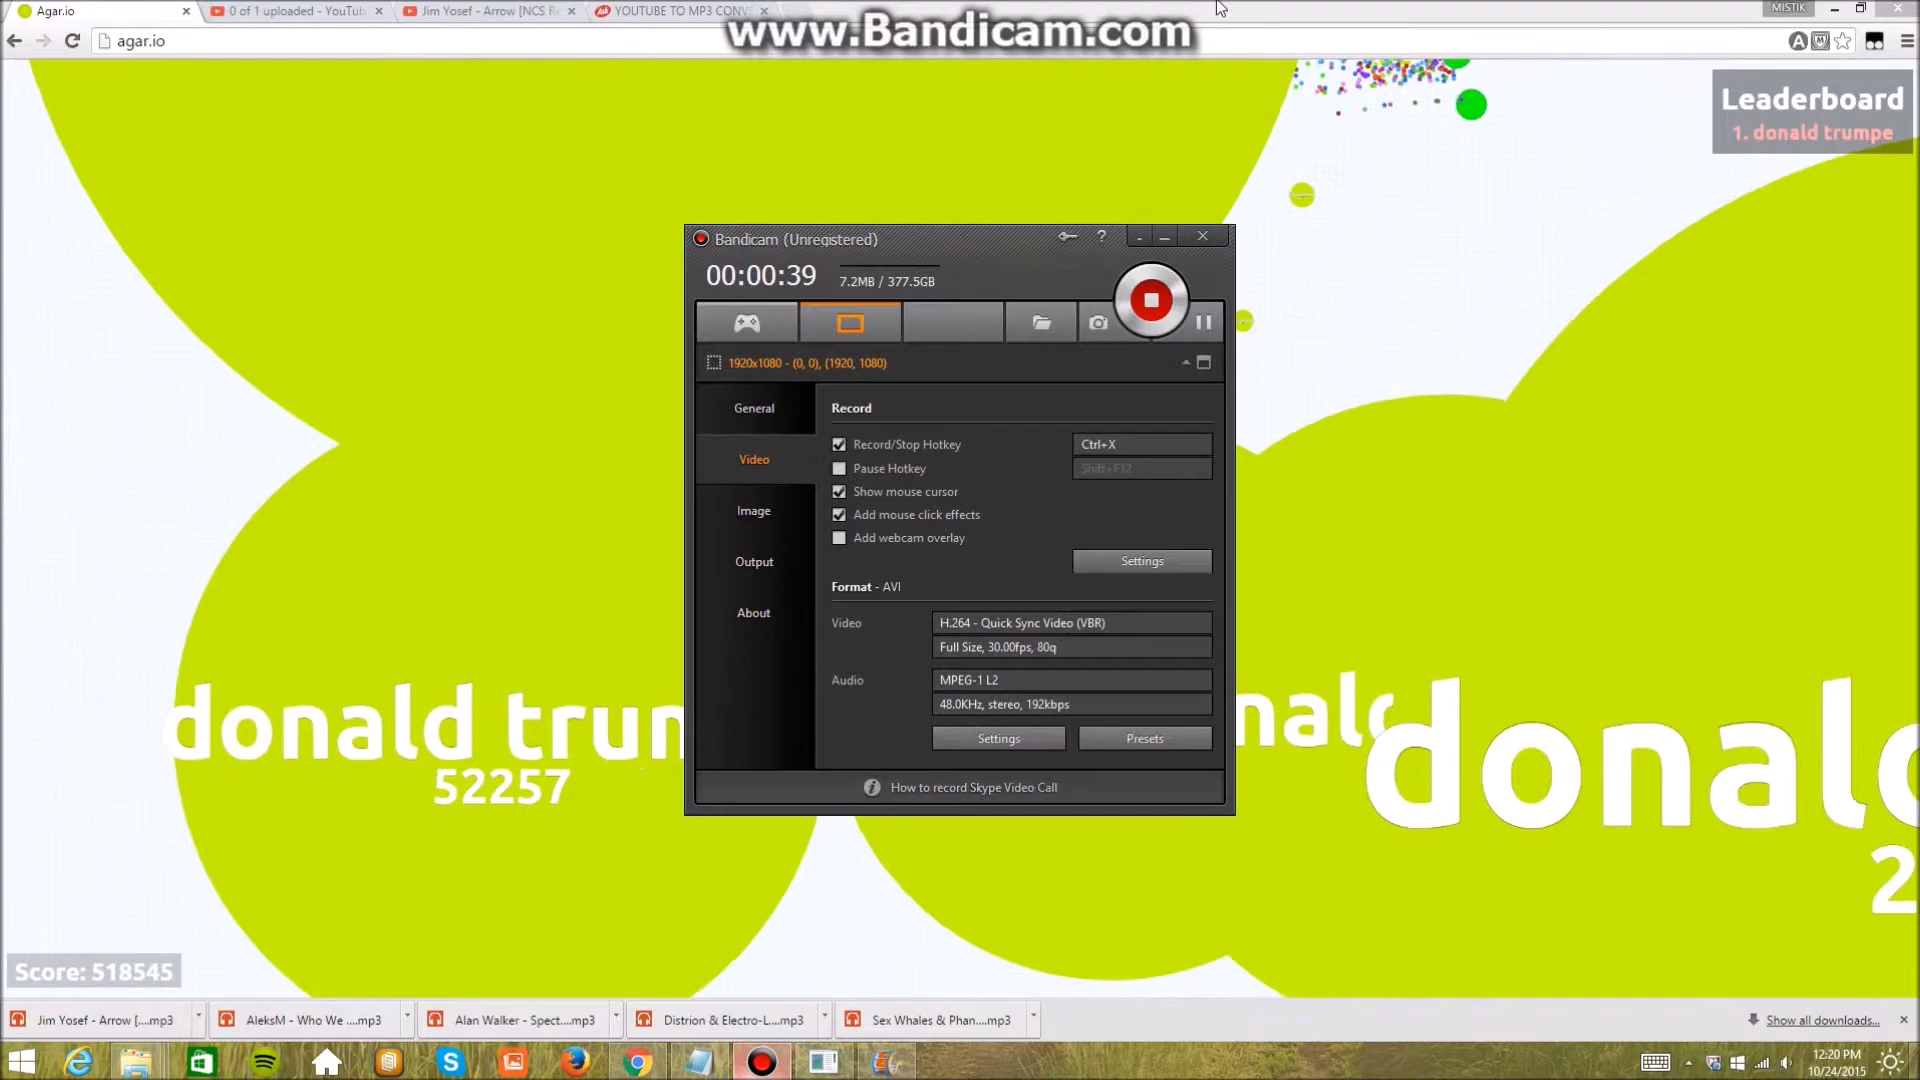 Agar.io
0 of 1 uploaded - YouTub
Jim Yosef - Arrow [NCS Re
YOUTUBE TO MP3 CONV
MISTIK
www.Bandicam.com
agar.io
Leaderboard
1. donald trumpe
Bandicam (Unregistered)
00:00:39
7.2MB / 377.5GB
1920x1080 - (0, 0), (1920, 1080)
General
Video
Image
Output
About
Record
Record/Stop Hotkey
Ctrl+X
Pause Hotkey
Shift+F12
Show mouse cursor
Add mouse click effects
Add webcam overlay
Settings
Format - AVI
Video
H.264 - Quick Sync Video (VBR)
Full Size, 30.00fps, 80q
Audio
MPEG-1 L2
48.0KHz, stereo, 192kbps
Settings
Presets
How to record Skype Video Call
donald trum
52257
nald
donald
2
Score: 518545
Jim Yosef - Arrow [....mp3
AleksM - Who We ....mp3
Alan Walker - Spect....mp3
Distrion & Electro-L....mp3
Sex Whales & Phan....mp3
Show all downloads...
12:20 PM
10/24/2015